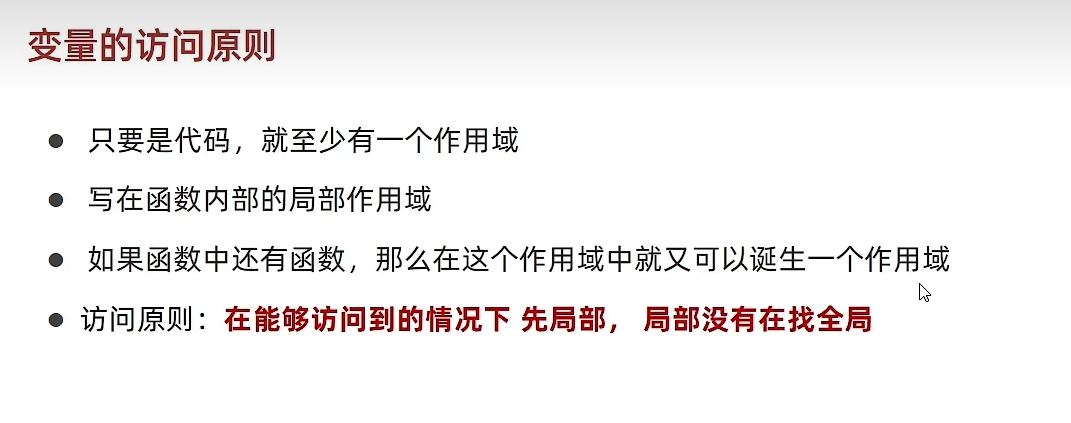 变量的访问原则
只要是代码，就至少有一个作用域
写在函数内部的局部作用域
如果函数中还有函数，那么在这个作用域中就又可以诞生一个作用域
访问原则：在能够访问到的情况下 先局部， 局部没有在找全局